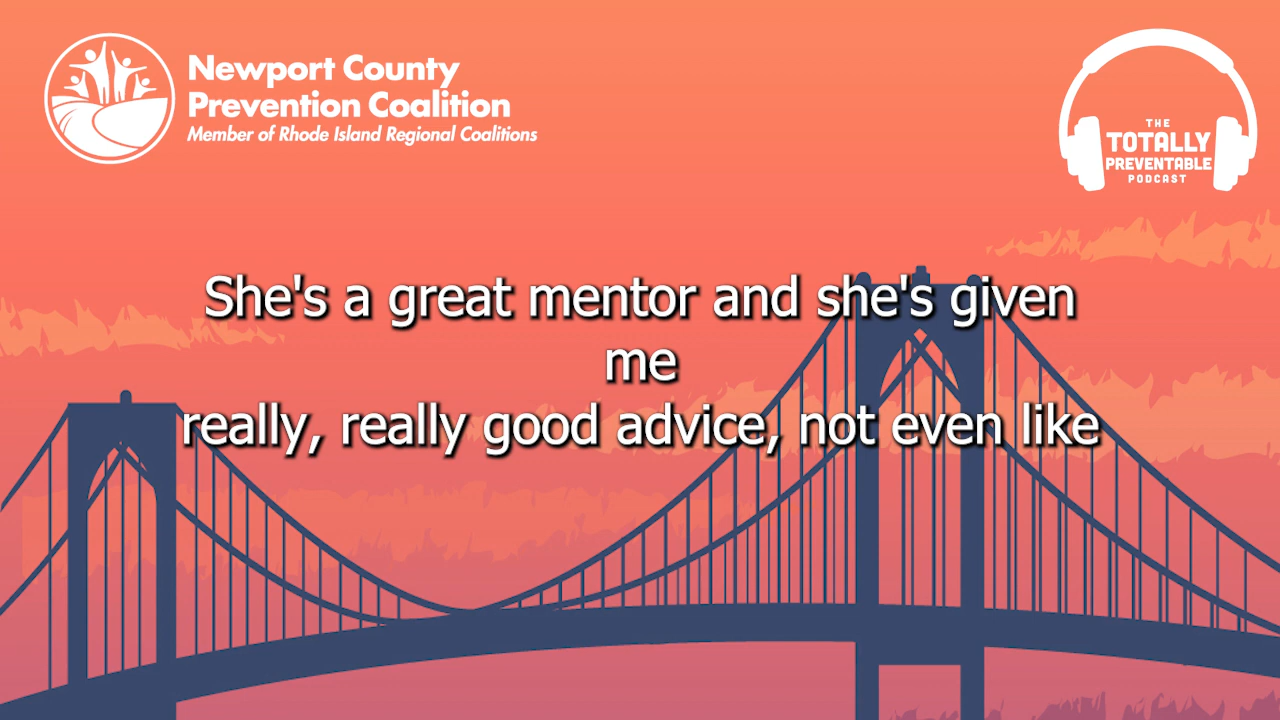 Newport County
Prevention Coalition
Member of Rhode Island Regional Coalitions
THE
TOTALLY
PREVENTABLE
PODCAST
She's a great mentor and she's given
me
really, really good advice, not even like